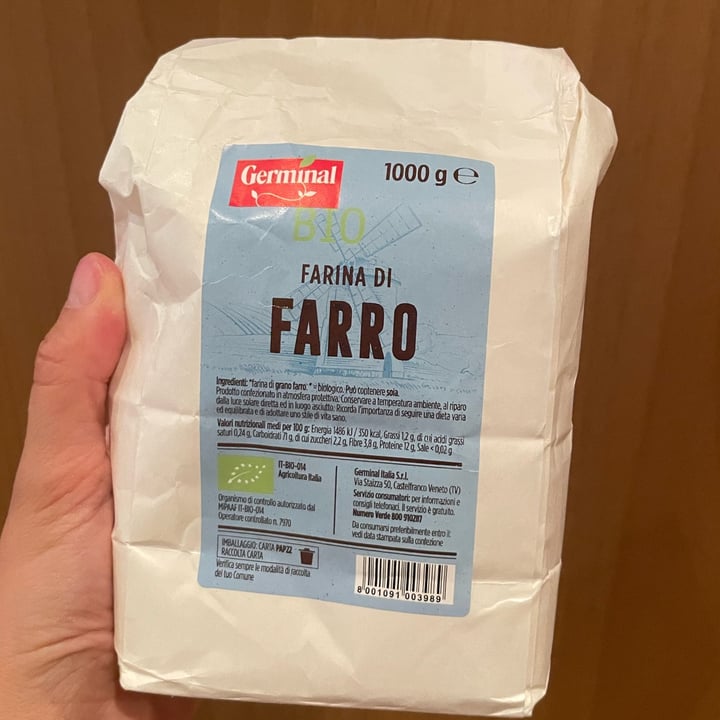 Germinal
1000 g ℮
BIO
FARINA DI
FARRO
Ingredienti: *farina di grano farro. * = biologico. Può contenere soia.
Prodotto confezionato in atmosfera protettiva. Conservare a temperatura ambiente, al riparo
dalla luce solare diretta ed in luogo asciutto. Ricorda l'importanza di seguire una dieta varia
ed equilibrata e di adottare uno stile di vita sano.
Valori nutrizionali medi per 100 g: Energia 1486 kJ / 350 kcal, Grassi 1,2 g, di cui acidi grassi
saturi 0,24 g, Carboidrati 71 g, di cui zuccheri 2,2 g, Fibre 3,8 g, Proteine 12 g, Sale < 0,02 g
IT-BIO-014
Agricoltura Italia
Organismo di controllo autorizzato dal
MIPAAF IT-BIO-014
Operatore controllato n. 7970
Germinal Italia S.r.l.
Via Staizza 50, Castelfranco Veneto (TV)
Servizio consumatori: per informazioni e
consigli telefonaci. Il servizio è gratuito.
Numero Verde 800 910287
Da consumarsi preferibilmente entro il:
vedi data stampata sulla confezione
IMBALLAGGIO: CARTA PAP22
RACCOLTA CARTA
Verifica sempre le modalità di raccolta
del tuo Comune
8 001091 003989